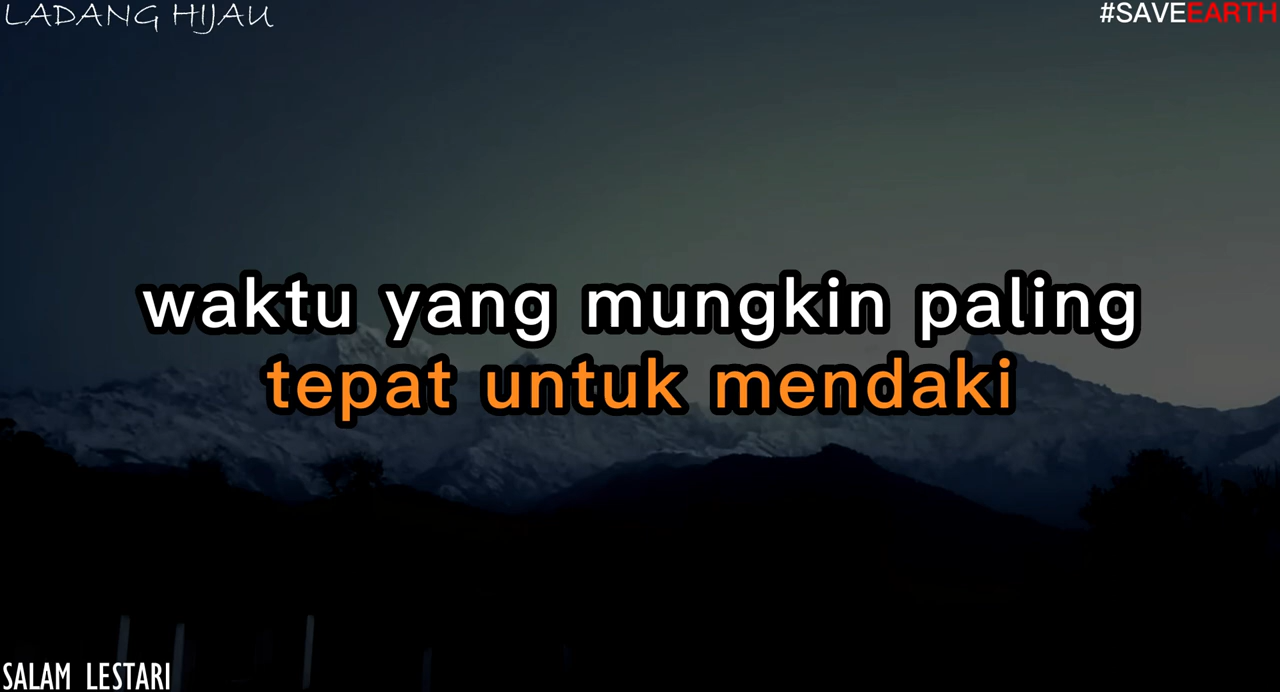 LADANG HIJAU
#SAVEEARTH
waktu yang mungkin paling
tepat untuk mendaki
SALAM LESTARI